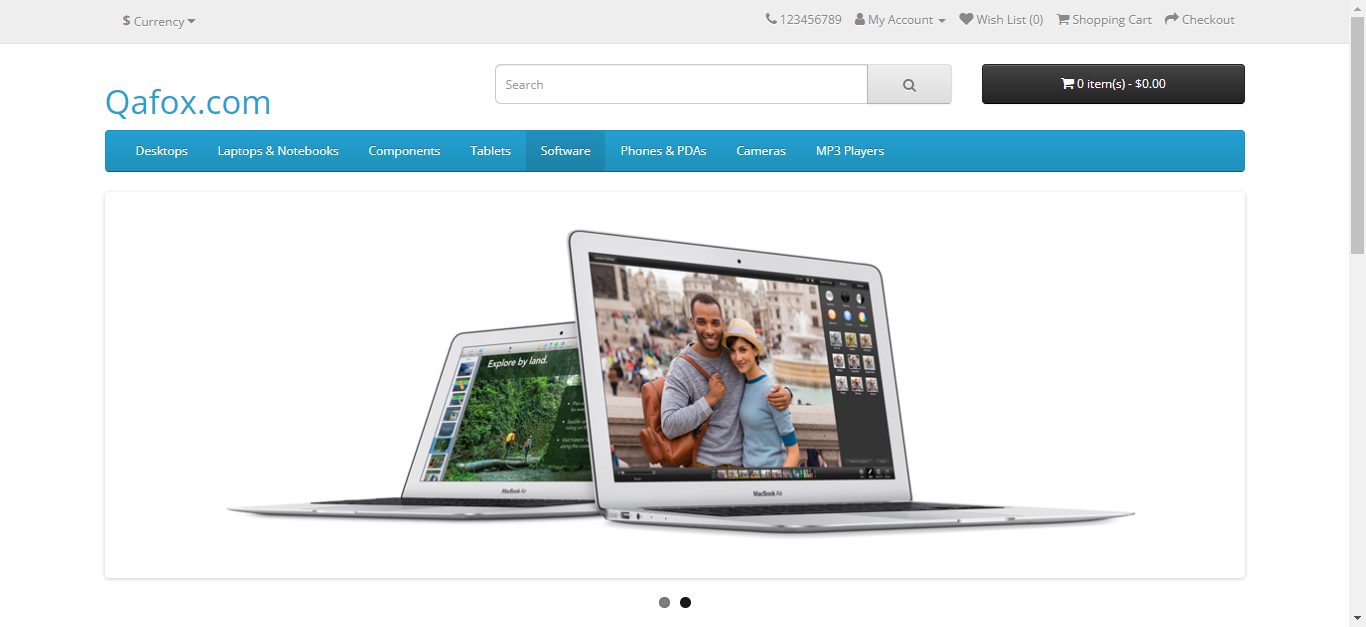 $ Currency
123456789 My Account Wish List (0) Shopping Cart Checkout
Qafox.com
Search
0 item(s) - $0.00
Desktops Laptops & Notebooks Components Tablets Software Phones & PDAs Cameras MP3 Players
Explore by land.
MacBook Air
MacBook Air